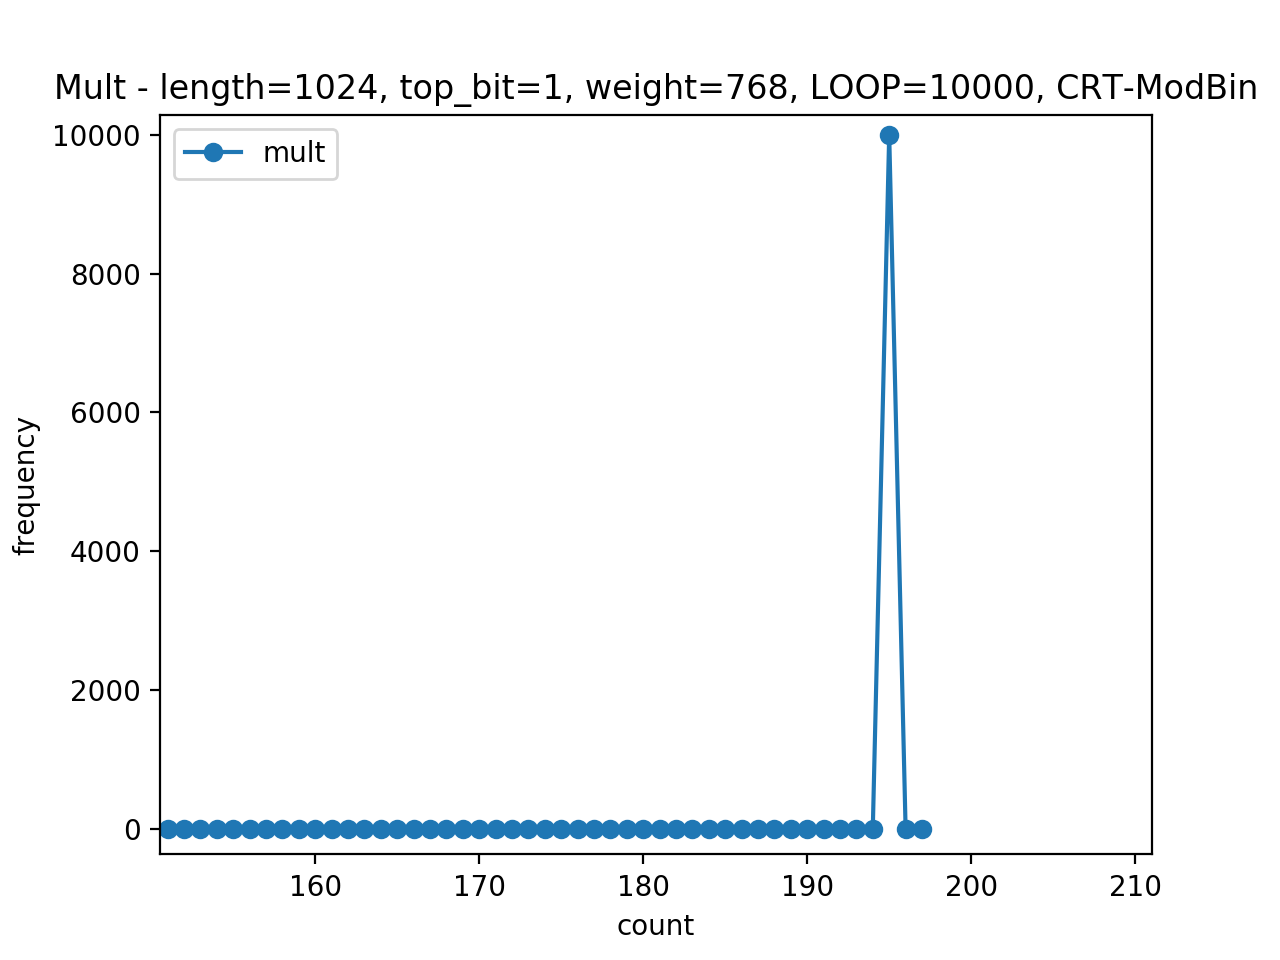 Mult - length=1024, top_bit=1, weight=768, LOOP=10000, CRT-ModBin
mult
10000
8000
6000
4000
2000
0
frequency
160 170 180 190 200 210
count